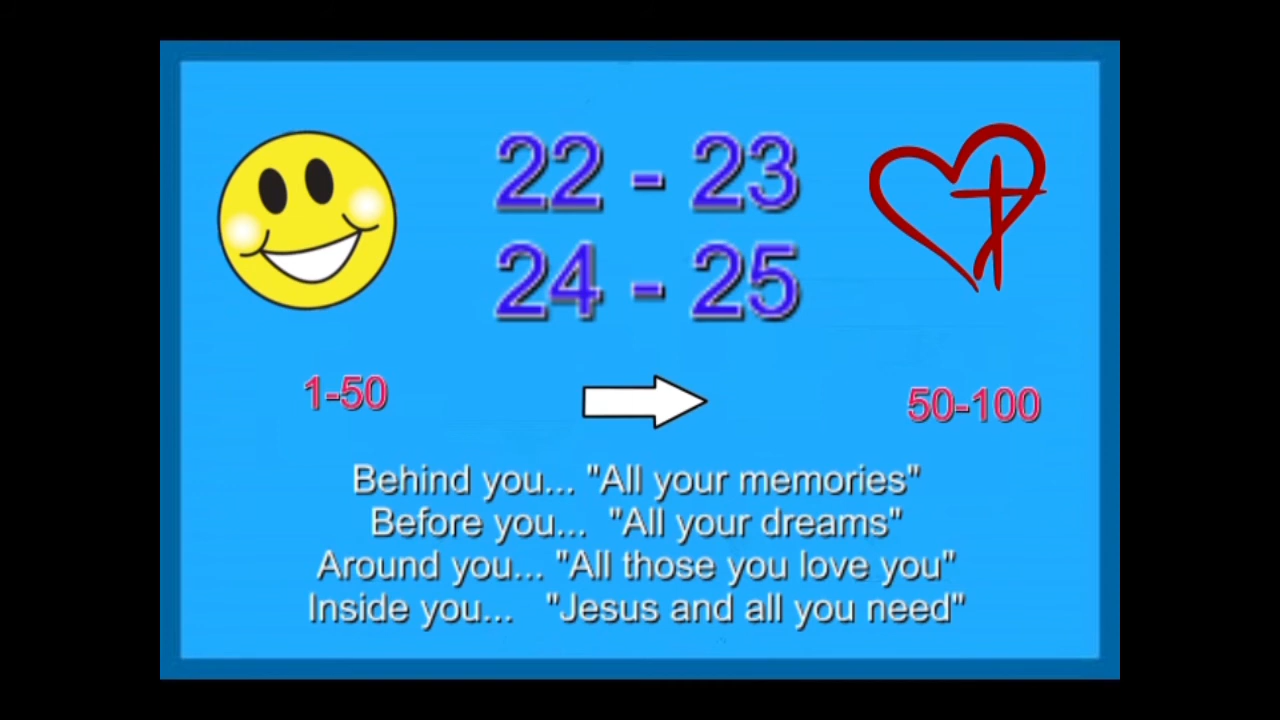 22 - 23
24 - 25
1-50
50-100
Behind you... "All your memories"
Before you... "All your dreams"
Around you... "All those you love you"
Inside you... "Jesus and all you need"